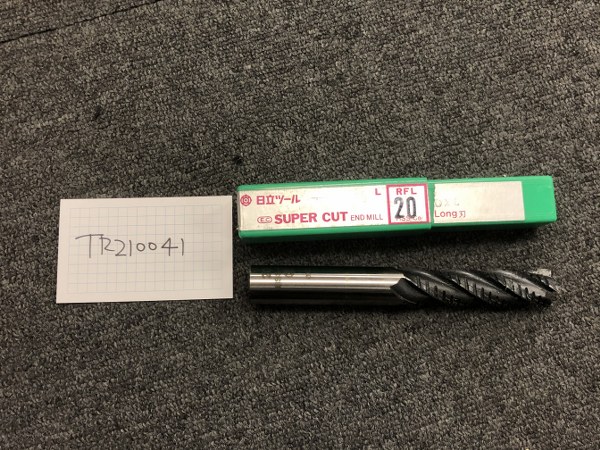 TR210041
日立ツール
L
RFL
SUPER CUT END MILL
20
Long刃